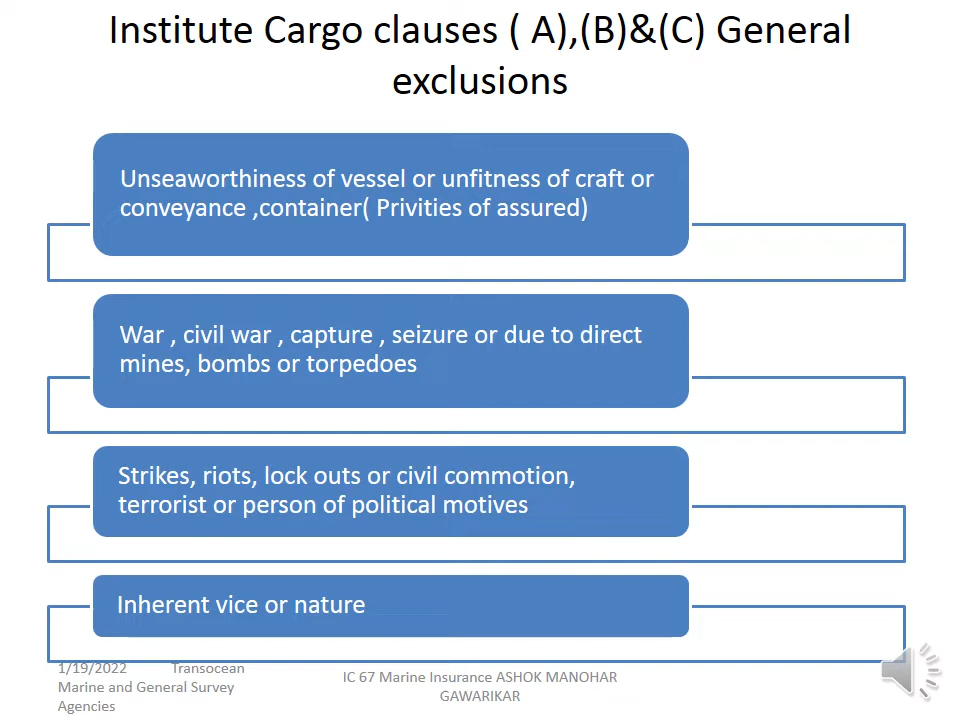 Institute Cargo clauses ( A),(B)&(C) General
exclusions
Unseaworthiness of vessel or unfitness of craft or
conveyance ,container( Privities of assured)
War , civil war , capture , seizure or due to direct
mines, bombs or torpedoes
Strikes, riots, lock outs or civil commotion,
terrorist or person of political motives
Inherent vice or nature
1/19/2022 Transocean
Marine and General Survey
Agencies
IC 67 Marine Insurance ASHOK MANOHAR
GAWARIKAR